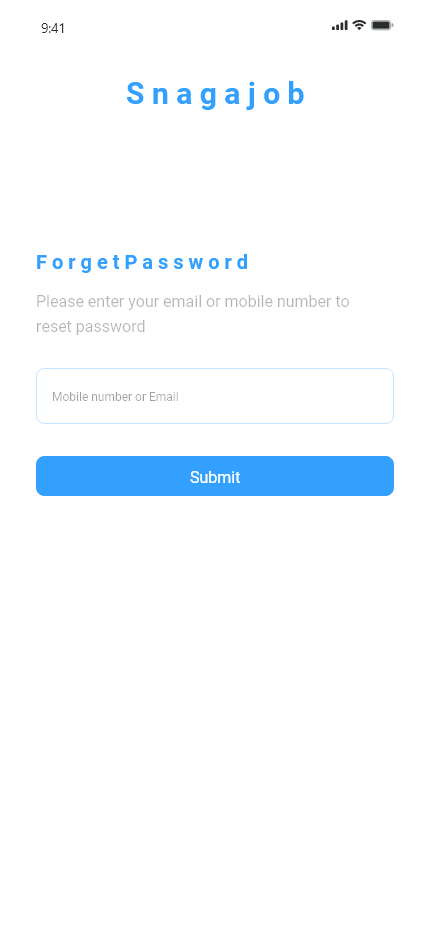 9:41
Snagajob
ForgetPassword
Please enter your email or mobile number to
reset password
Mobile number or Email
Submit